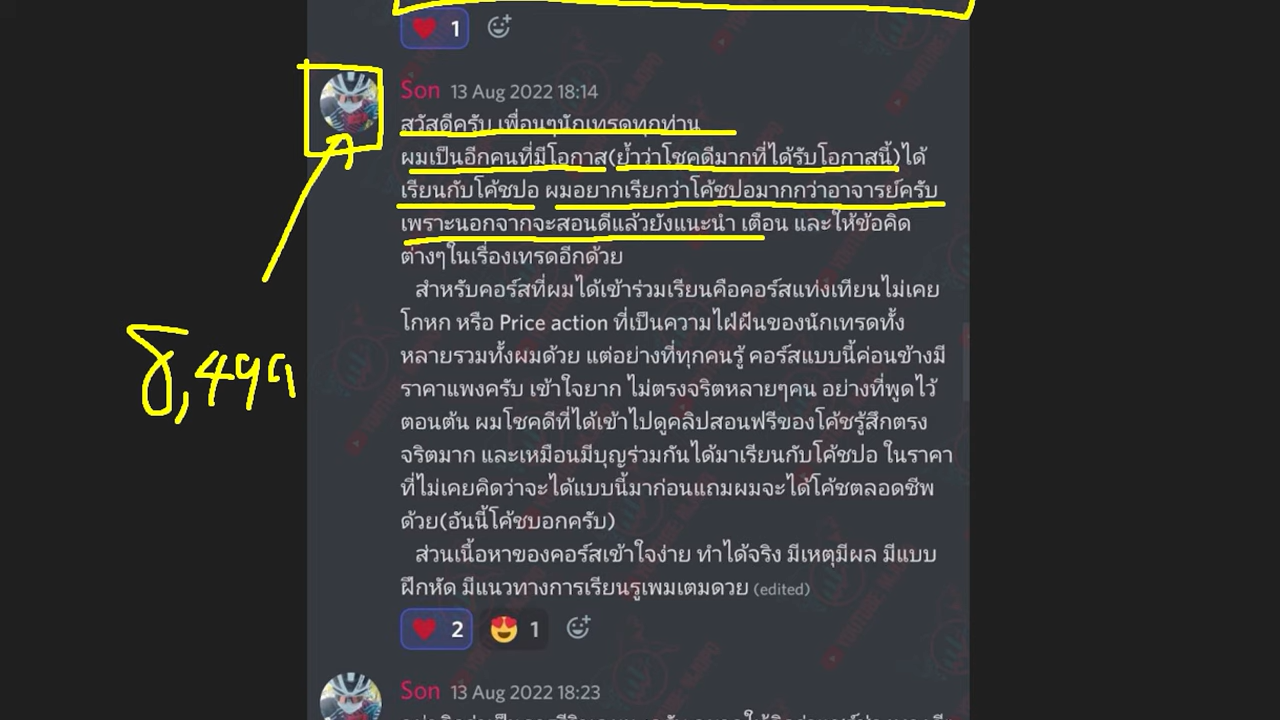 1
Son 13 Aug 2022 18:14
สวัสดีครับ เพื่อนๆนักเทรดทุกท่าน
ผมเป็นอีกคนที่มีโอกาส(ย้ำว่าโชคดีมากที่ได้รับโอกาสนี้)ได้
เรียนกับโค้ชปอ ผมอยากเรียกว่าโค้ชปอมากกว่าอาจารย์ครับ
เพราะนอกจากจะสอนดีแล้วยังแนะนำ เตือน และให้ข้อคิด
ต่างๆในเรื่องเทรดอีกด้วย
สำหรับคอร์สที่ผมได้เข้าร่วมเรียนคือคอร์สแท่งเทียนไม่เคย
โกหก หรือ Price action ที่เป็นความไฝ่ฝันของนักเทรดทั้ง
หลายรวมทั้งผมด้วย แต่อย่างที่ทุกคนรู้ คอร์สแบบนี้ค่อนข้างมี
ราคาแพงครับ เข้าใจยาก ไม่ตรงจริตหลายๆคน อย่างที่พูดไว้
ตอนต้น ผมโชคดีที่ได้เข้าไปดูคลิปสอนฟรีของโค้ชรู้สึกตรง
จริตมาก และเหมือนมีบุญร่วมกันได้มาเรียนกับโค้ชปอ ในราคา
ที่ไม่เคยคิดว่าจะได้แบบนี้มาก่อนแถมผมจะได้โค้ชตลอดชีพ
ด้วย(อันนี้โค้ชบอกครับ)
ส่วนเนื้อหาของคอร์สเข้าใจง่าย ทำได้จริง มีเหตุมีผล มีแบบ
ฝึกหัด มีแนวทางการเรียนรูเพมเตมดวย (edited)
2 1
Son 13 Aug 2022 18:23